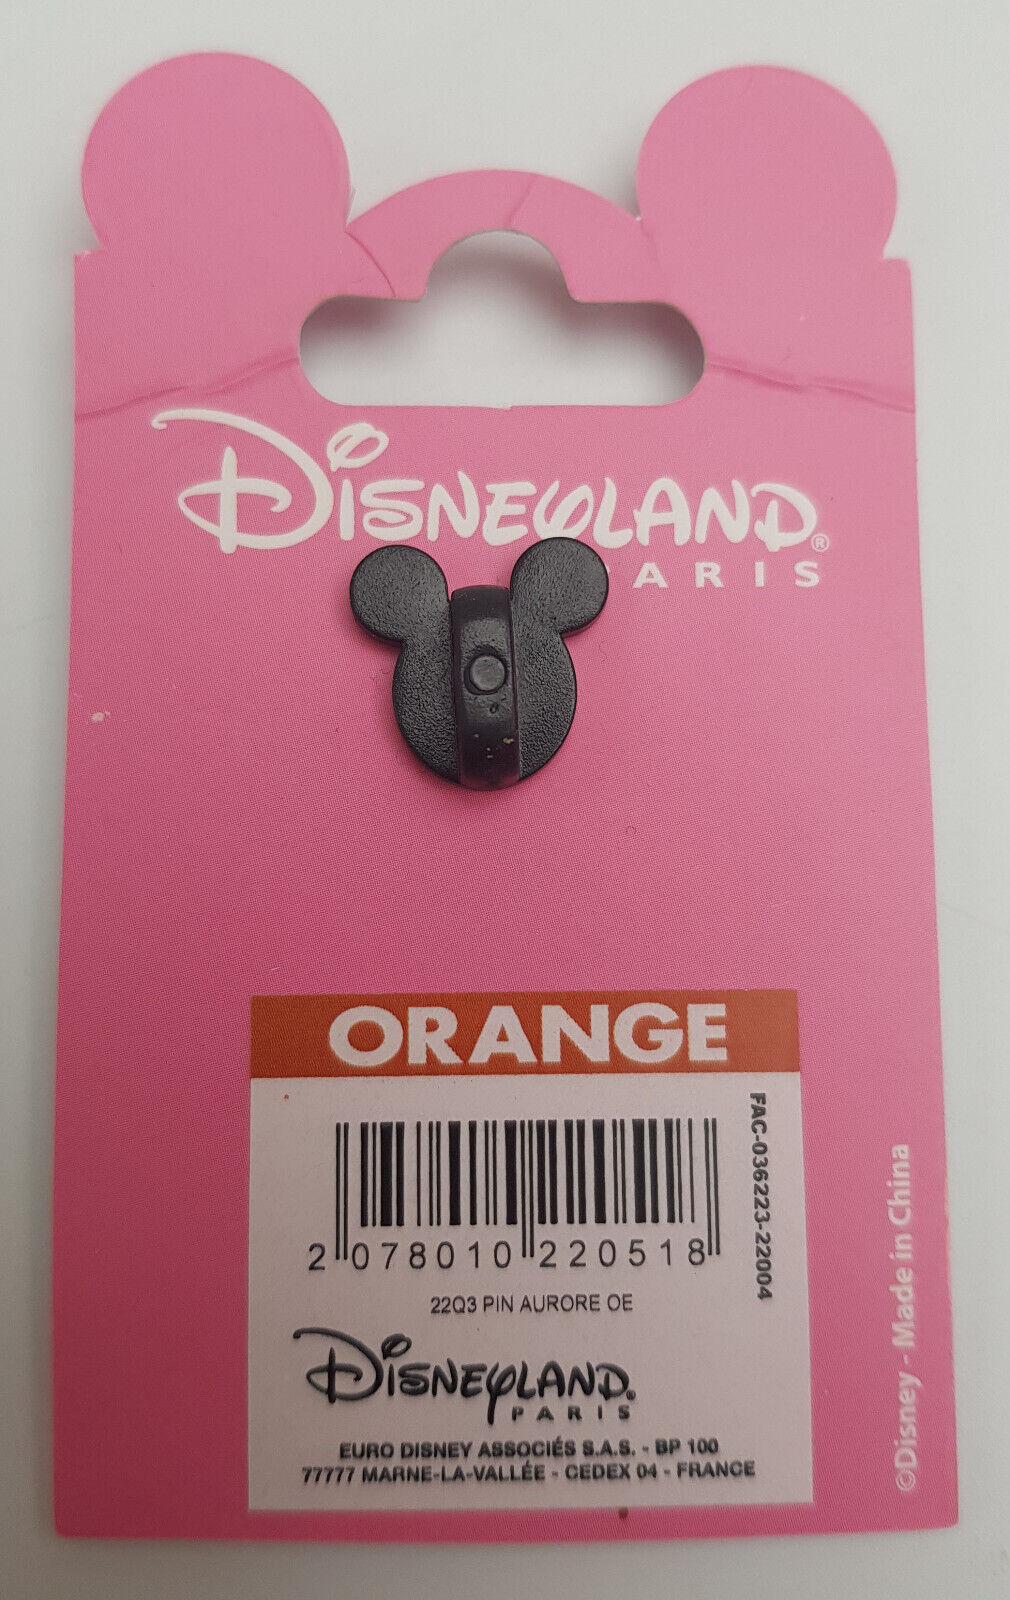 DISNEYLAND®
ARIS
ORANGE
FAC-036223-22004
2 078010 220518
22Q3 PIN AURORE OE
DISNEYLAND®
PARIS
EURO DISNEY ASSOCIÉS S.A.S. - BP 100
77777 MARNE-LA-VALLÉE - CEDEX 04 - FRANCE
©Disney - Made in China